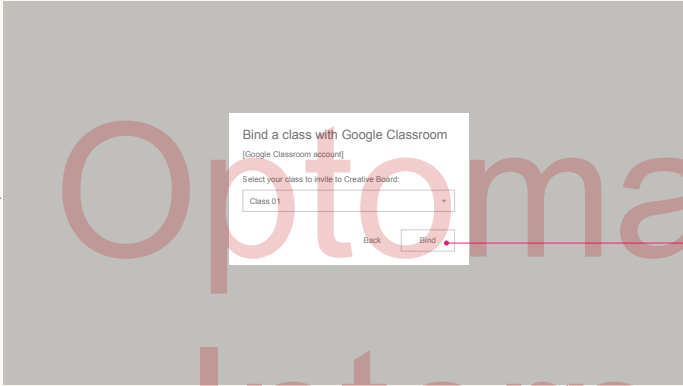 Bind a class with Google Classroom
[Google Classroom account]
Select your class to invite to Creative Board:
Class 01
Back Bind
Optoma